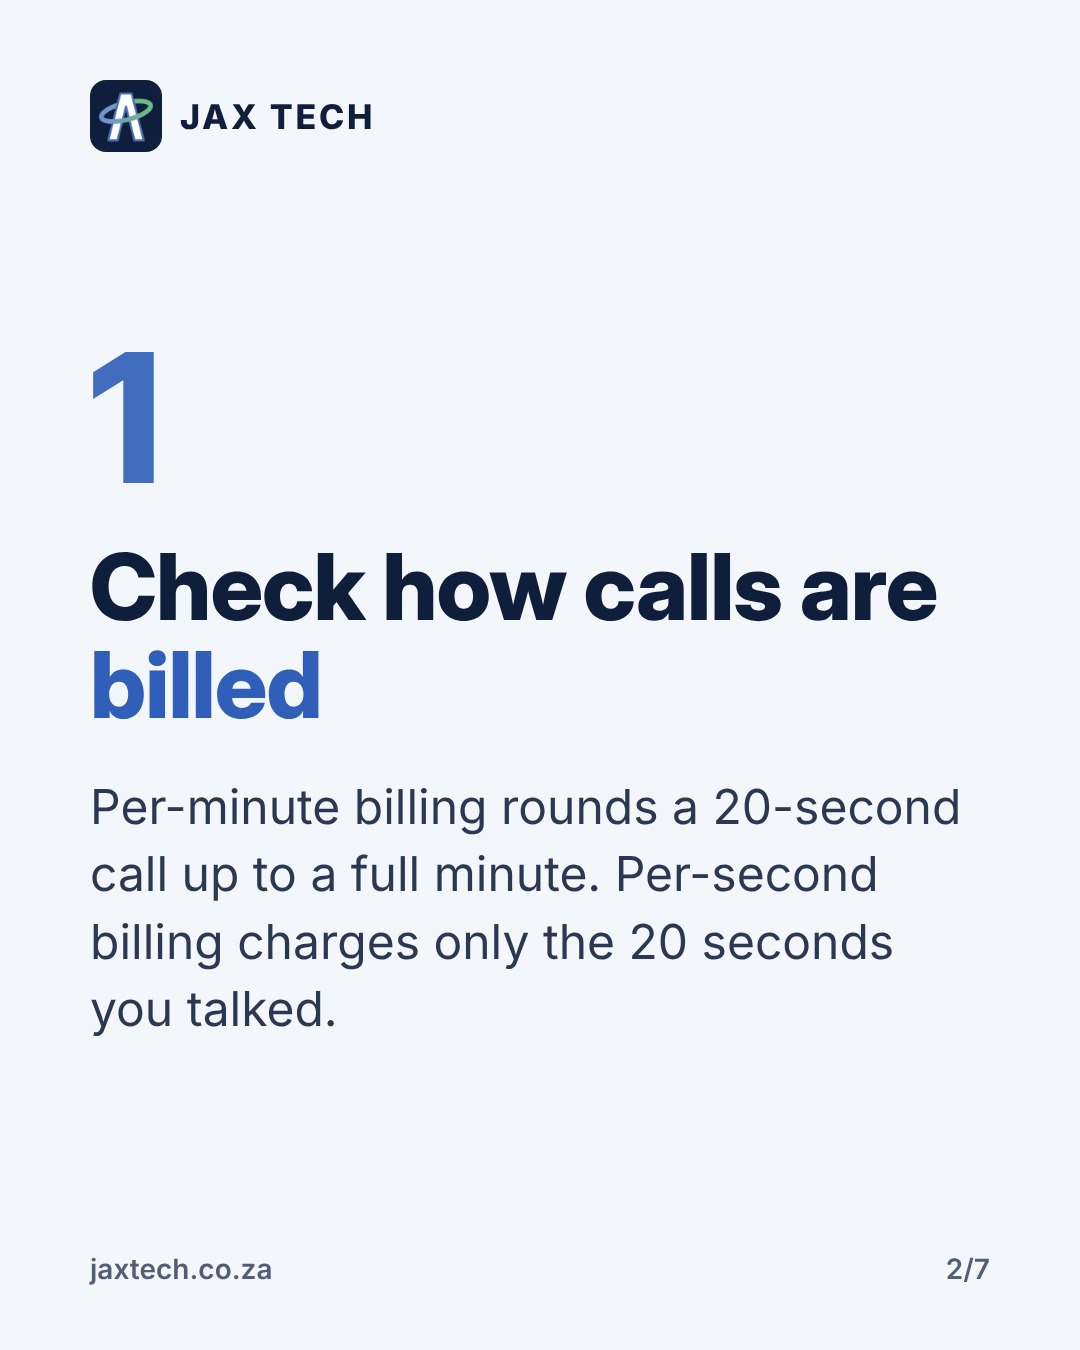 JAX TECH
1
Check how calls are
billed
Per-minute billing rounds a 20-second
call up to a full minute. Per-second
billing charges only the 20 seconds
you talked.
jaxtech.co.za
2/7